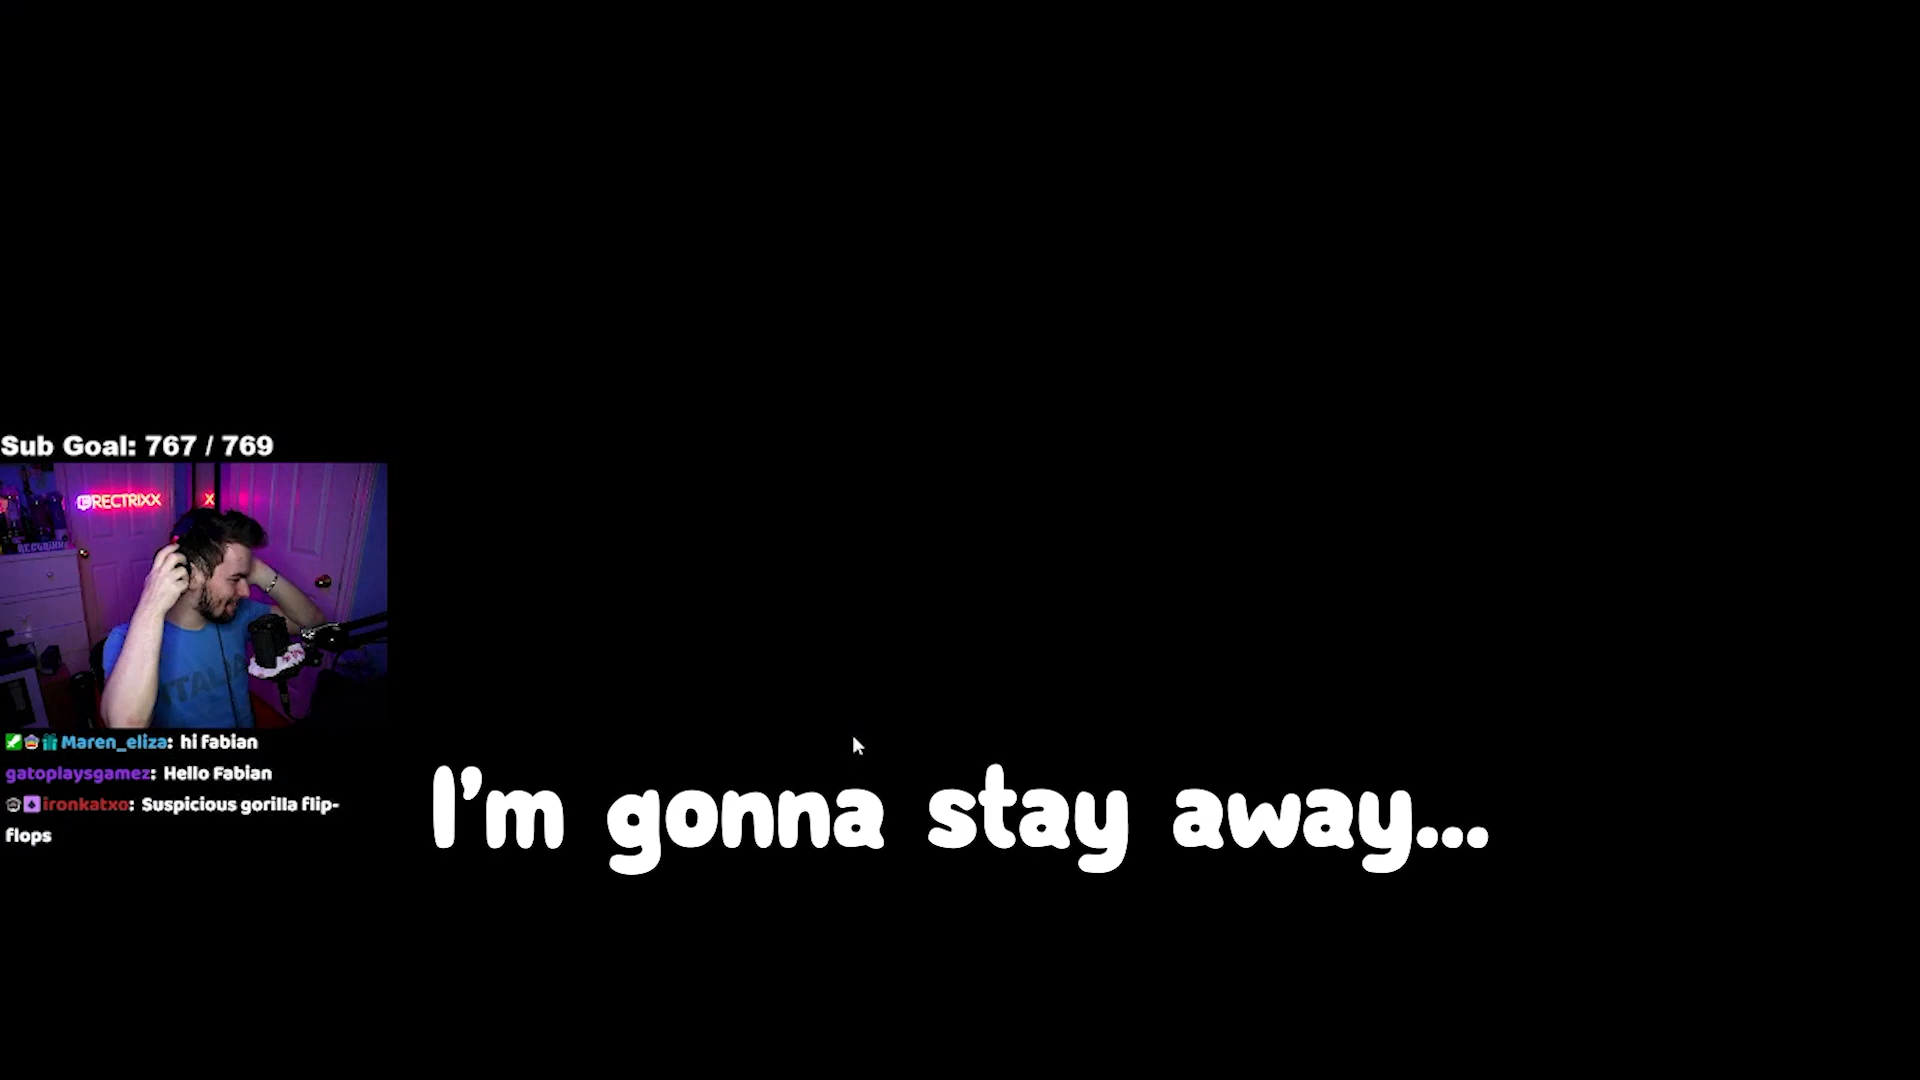 Sub Goal: 767 / 769
RECTRIXX
X
ITALIA
Maren_eliza: hi fabian
gatoplaysgamez: Hello Fabian
ironkatxo: Suspicious gorilla flip-
flops
I'm gonna stay away...